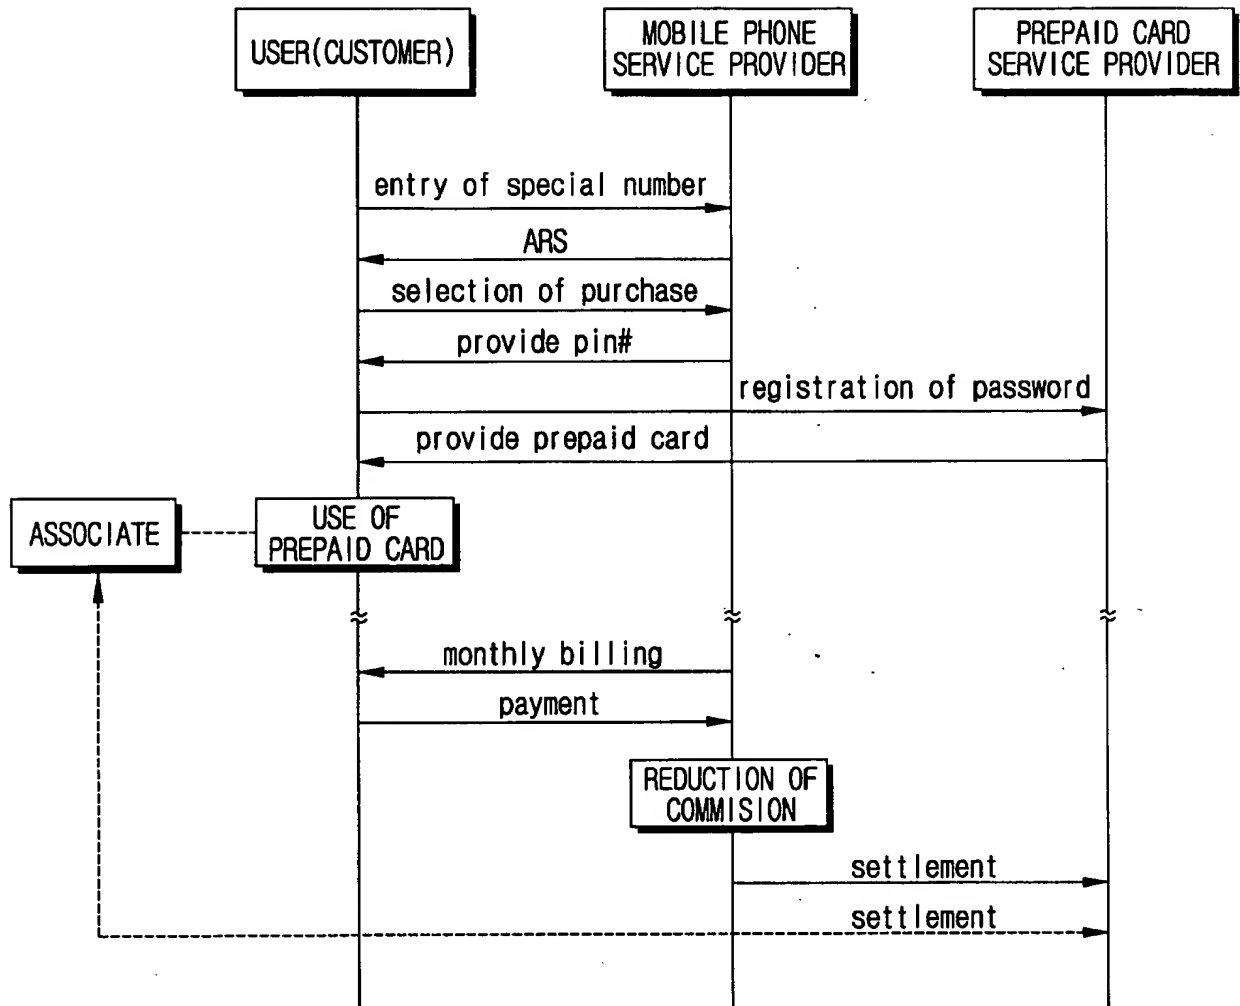 USER(CUSTOMER)
MOBILE PHONE
SERVICE PROVIDER
PREPAID CARD
SERVICE PROVIDER
entry of special number
ARS
selection of purchase
provide pin#
registration of password
provide prepaid card
ASSOCIATE
USE OF
PREPAID CARD
monthly billing
payment
REDUCTION OF
COMMISION
settlement
settlement